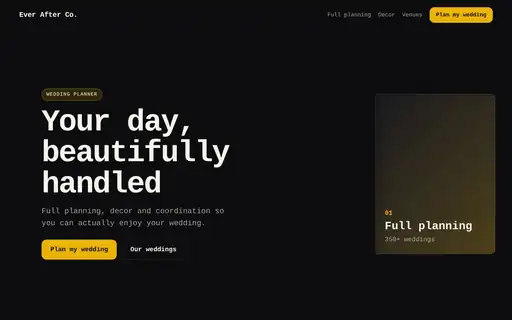 Ever After Co.
Full planning Decor Venues Plan my wedding
WEDDING PLANNER
Your day,
beautifully
handled
Full planning, decor and coordination so
you can actually enjoy your wedding.
Plan my wedding Our weddings
01
Full planning
350+ weddings